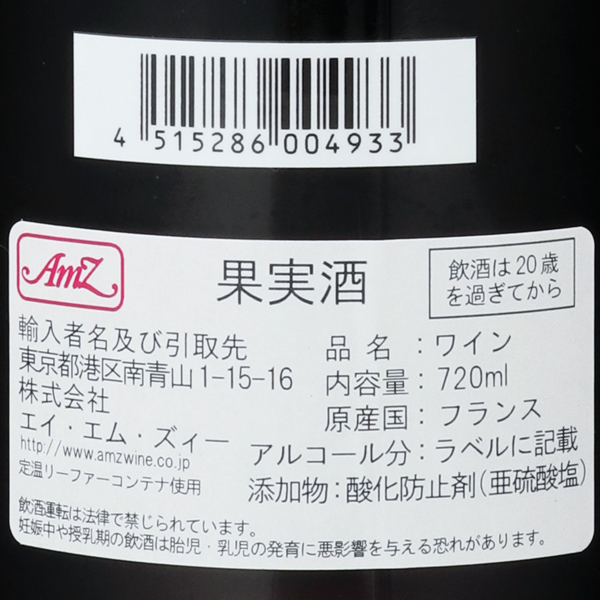 4 515286 004933
AmZ
果実酒
飲酒は20歳
を過ぎてから
輸入者名及び引取先
東京都港区南青山1-15-16
株式会社
エイ・エム・ズィー
http://www.amzwine.co.jp
定温リーファーコンテナ使用
品名：ワイン
内容量：720ml
原産国：フランス
アルコール分：ラベルに記載
添加物：酸化防止剤(亜硫酸塩)
飲酒運転は法律で禁じられています。
妊娠中や授乳期の飲酒は胎児・乳児の発育に悪影響を与える恐れがあります。